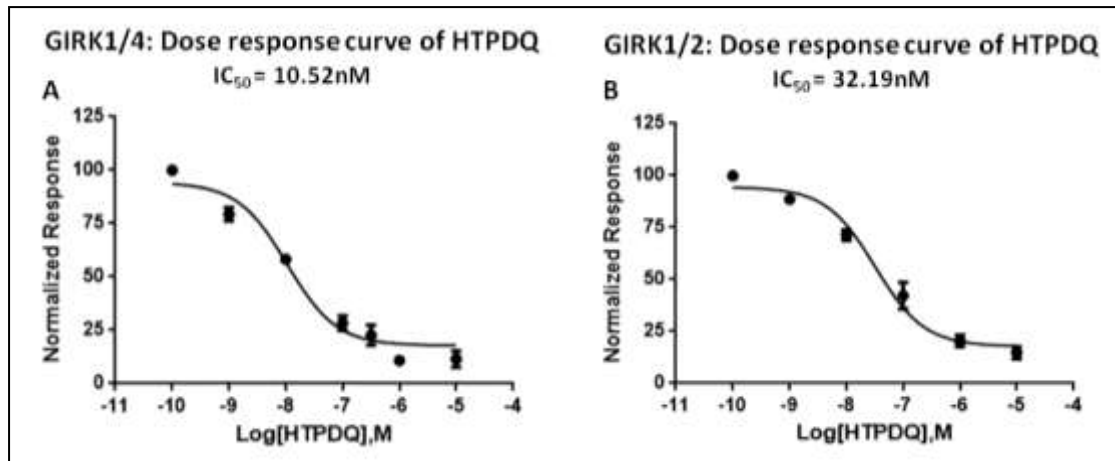 GIRK1/4: Dose response curve of HTPDQ
IC50 = 10.52nM
A
Normalized Response
125
100
75
50
25
0
-11 -10 -9 -8 -7 -6 -5 -4
Log[HTPDQ],M
GIRK1/2: Dose response curve of HTPDQ
IC50 = 32.19nM
B
Normalized Response
125
100
75
50
25
0
-11 -10 -9 -8 -7 -6 -5 -4
Log[HTPDQ],M